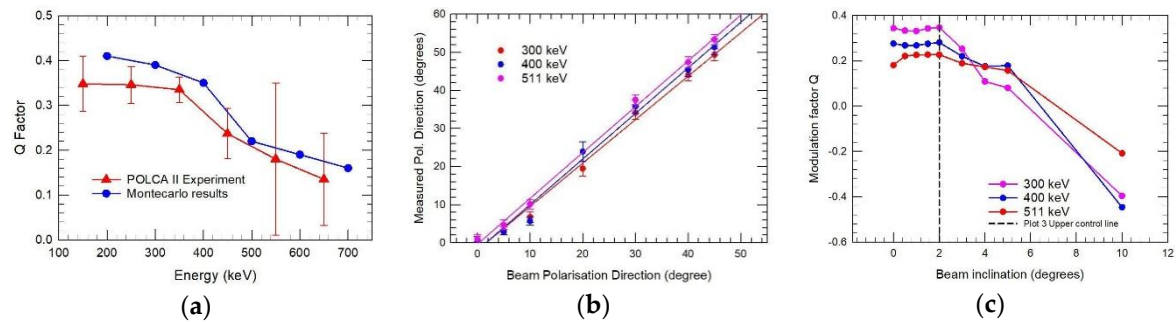 0.5
0.4
0.3
0.2
0.1
0.0
Q Factor
POLCA II Experiment
Montecarlo results
100 200 300 400 500 600 700
Energy (keV)
(a)
60
50
40
30
20
10
0
Measured Pol. Direction (degrees)
300 keV
400 keV
511 keV
0 10 20 30 40 50
Beam Polarisation Direction (degree)
(b)
0.4
0.2
0.0
-0.2
-0.4
-0.6
Modulation factor Q
300 keV
400 keV
511 keV
Plot 3 Upper control line
0 2 4 6 8 10 12
Beam inclination (degrees)
(c)